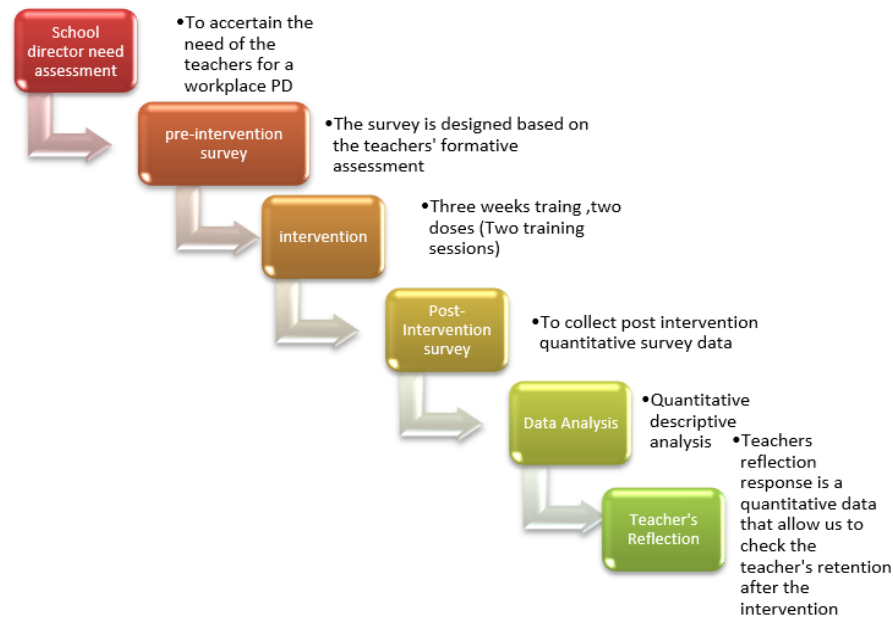 School
director need
assessment
•To accertain the
need of the
teachers for a
workplace PD
pre-intervention
survey
•The survey is designed based on
the teachers' formative
assessment
intervention
•Three weeks traing ,two
doses (Two training
sessions)
Post-
Intervention
survey
•To collect post intervention
quantitative survey data
Data Analysis
•Quantitative
descriptive
analysis
Teacher's
Reflection
•Teachers
reflection
response is a
quantitative data
that allow us to
check the
teacher's retention
after the
intervention